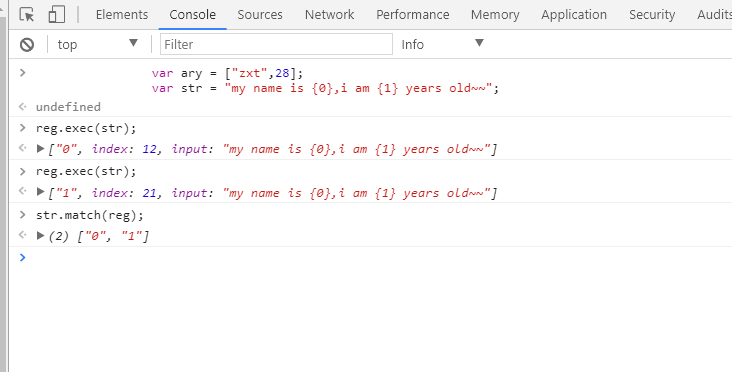 Elements Console Sources Network Performance Memory Application Security Audits
top Filter Info
var ary = ["zxt",28];
var str = "my name is {0},i am {1} years old~~";
undefined
reg.exec(str);
["0", index: 12, input: "my name is {0},i am {1} years old~~"]
reg.exec(str);
["1", index: 21, input: "my name is {0},i am {1} years old~~"]
str.match(reg);
(2) ["0", "1"]